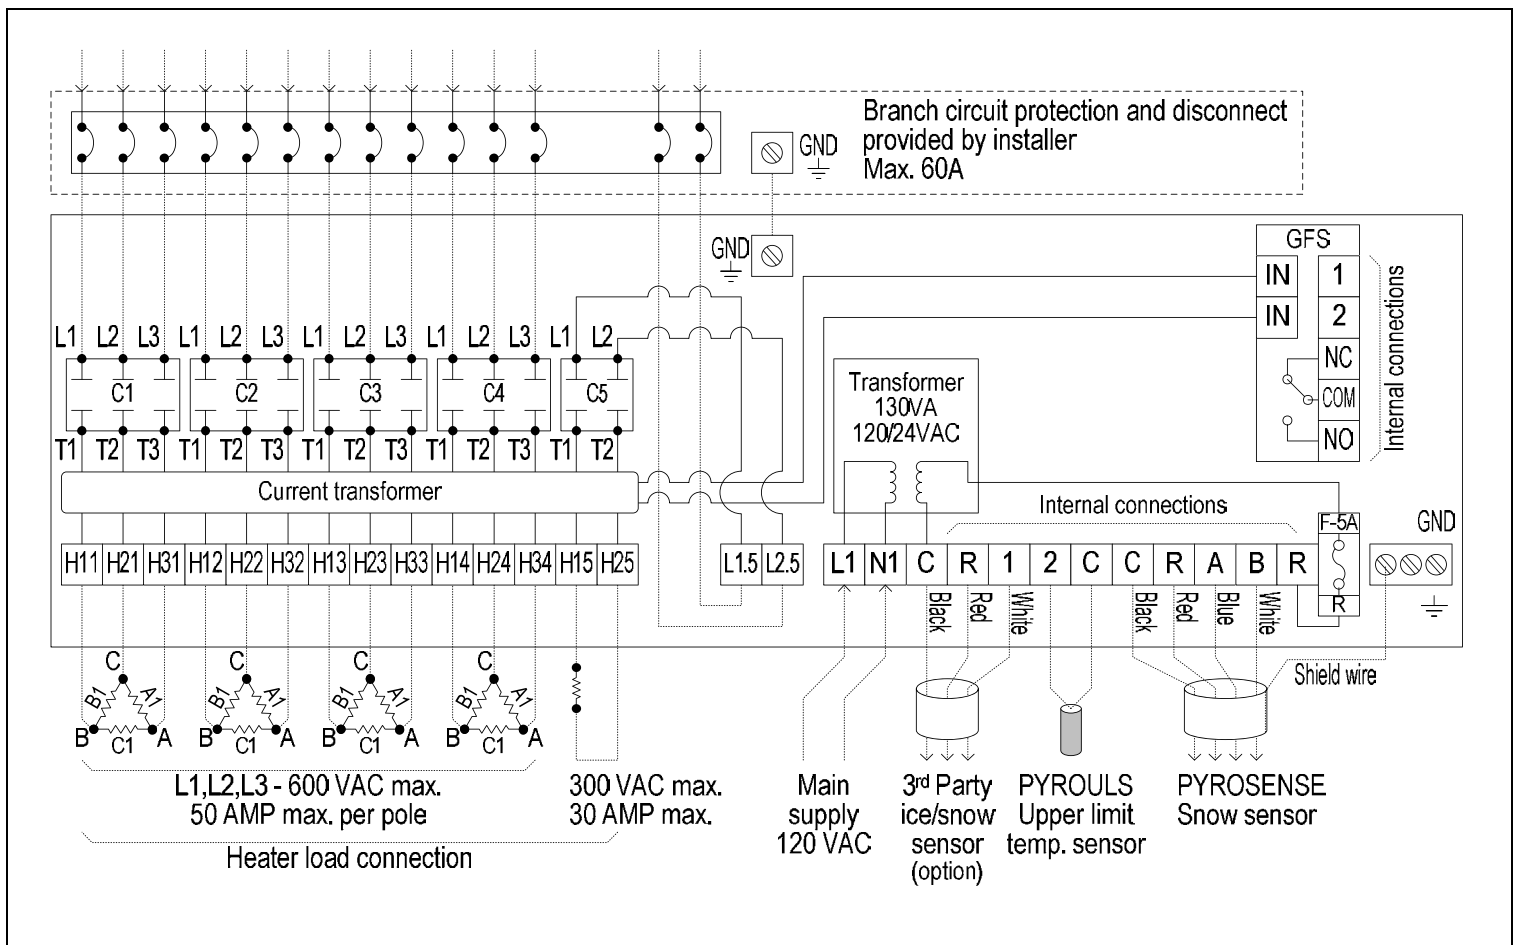 Branch circuit protection and disconnect
provided by installer
Max. 60A
GND
GND
GFS
IN 1
IN 2
NC
COM
NO
Internal connections
L1 L2 L3 L1 L2 L3 L1 L2 L3 L1 L2 L3 L1 L2
C1 C2 C3 C4 C5
T1 T2 T3 T1 T2 T3 T1 T2 T3 T1 T2 T3 T1 T2
Transformer
130VA
120/24VAC
Current transformer
Internal connections
F-5A
GND
H11 H21 H31 H12 H22 H32 H13 H23 H33 H14 H24 H34 H15 H25
L1.5 L2.5
L1 N1 C R 1 2 C C R A B R
R
Black Red White Black Red Blue White
Shield wire
C C C C
B1 A1 B1 A1 B1 A1 B1 A1
B C1 A B C1 A B C1 A B C1 A
L1,L2,L3 - 600 VAC max.
50 AMP max. per pole
300 VAC max.
30 AMP max.
Heater load connection
Main
supply
120 VAC
3rd Party
ice/snow
sensor
(option)
PYROULS
Upper limit
temp. sensor
PYROSENSE
Snow sensor